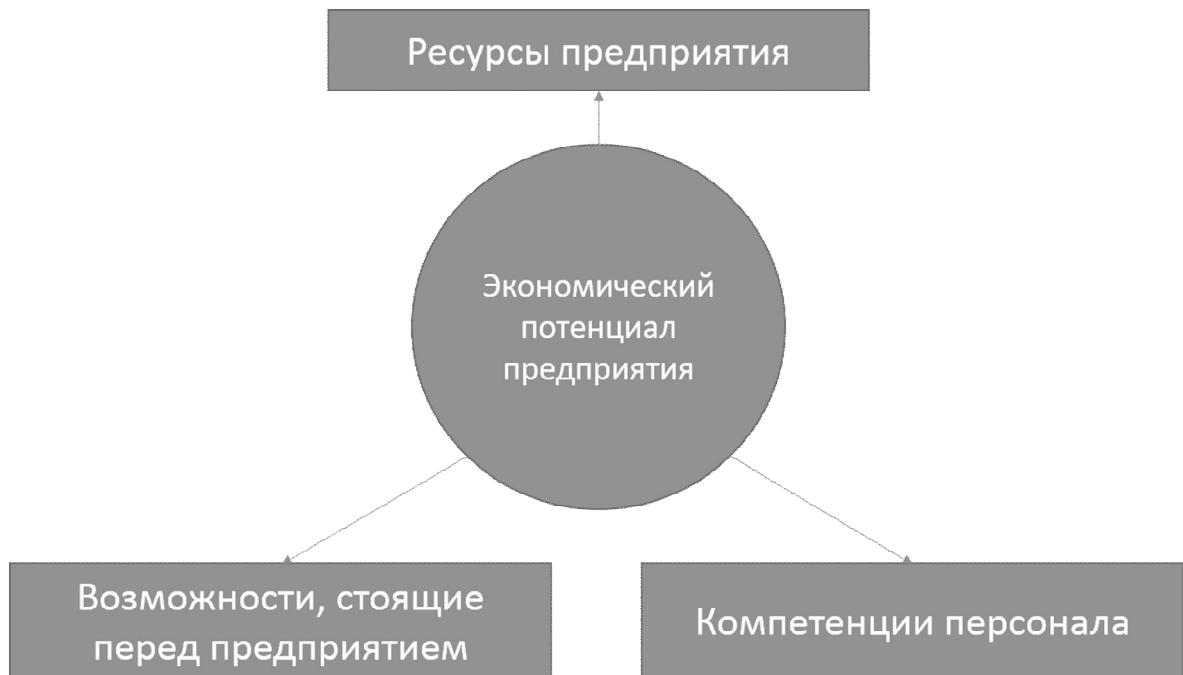 Ресурсы предприятия
Экономический
потенциал
предприятия
Возможности, стоящие
перед предприятием
Компетенции персонала